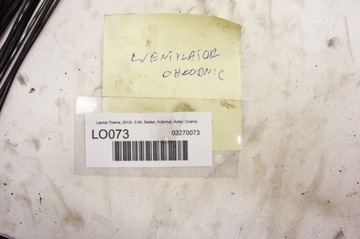 WENTYLATOR
CHŁODNIC
Lancia Thema, 2012r. 3.0d, Sedan, Automat, Kolor: Czarny
LO073
03270073